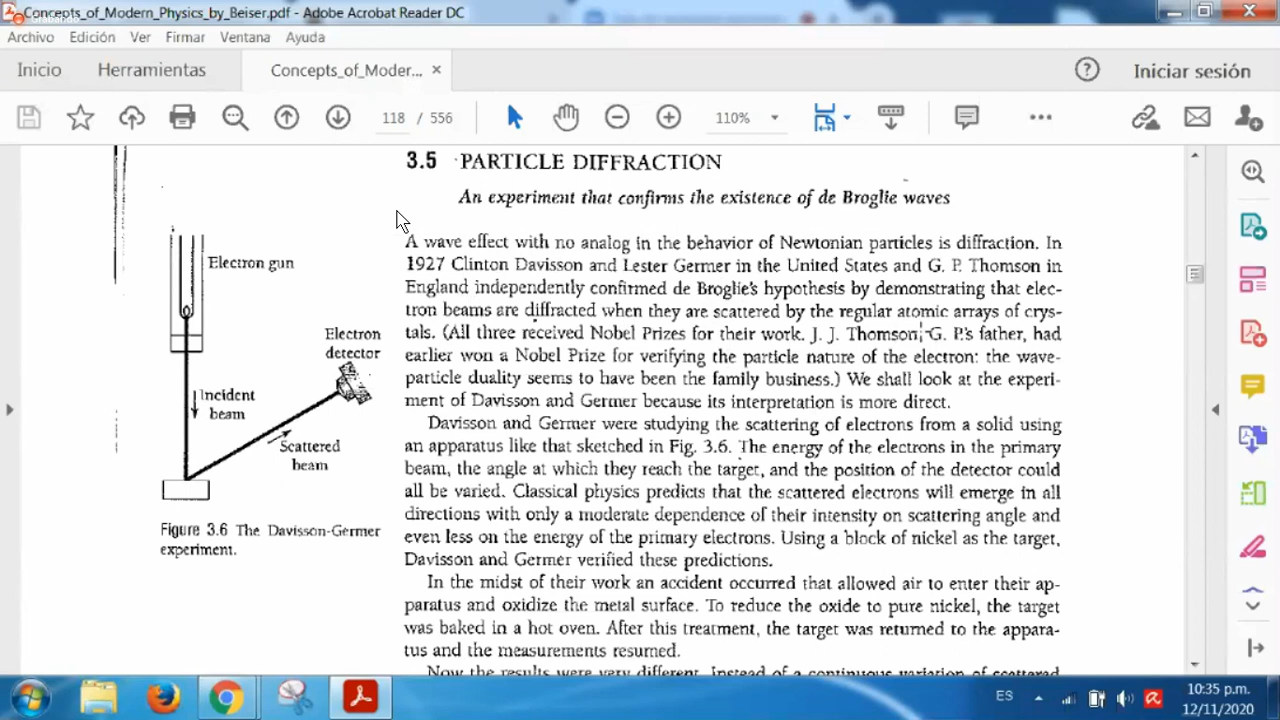 Concepts_of_Modern_Physics_by_Beiser.pdf - Adobe Acrobat Reader DC
Archivo Edición Ver Firmar Ventana Ayuda
Inicio Herramientas Concepts_of_Moder... × Iniciar sesión
118 / 556 110%
3.5 PARTICLE DIFFRACTION
An experiment that confirms the existence of de Broglie waves
A wave effect with no analog in the behavior of Newtonian particles is diffraction. In
1927 Clinton Davisson and Lester Germer in the United States and G. P. Thomson in
England independently confirmed de Broglie's hypothesis by demonstrating that elec-
tron beams are diffracted when they are scattered by the regular atomic arrays of crys-
tals. (All three received Nobel Prizes for their work. J. J. Thomson, G. P.'s father, had
earlier won a Nobel Prize for verifying the particle nature of the electron: the wave-
particle duality seems to have been the family business.) We shall look at the experi-
ment of Davisson and Germer because its interpretation is more direct.
Davisson and Germer were studying the scattering of electrons from a solid using
an apparatus like that sketched in Fig. 3.6. The energy of the electrons in the primary
beam, the angle at which they reach the target, and the position of the detector could
all be varied. Classical physics predicts that the scattered electrons will emerge in all
directions with only a moderate dependence of their intensity on scattering angle and
even less on the energy of the primary electrons. Using a block of nickel as the target,
Davisson and Germer verified these predictions.
In the midst of their work an accident occurred that allowed air to enter their ap-
paratus and oxidize the metal surface. To reduce the oxide to pure nickel, the target
was baked in a hot oven. After this treatment, the target was returned to the appara-
tus and the measurements resumed.
Now the results were very different. Instead of a continuous variation of scattered
Electron gun
Electron
detector
Incident
beam
Scattered
beam
Figure 3.6 The Davisson-Germer
experiment.
ES
10:35 p.m.
12/11/2020